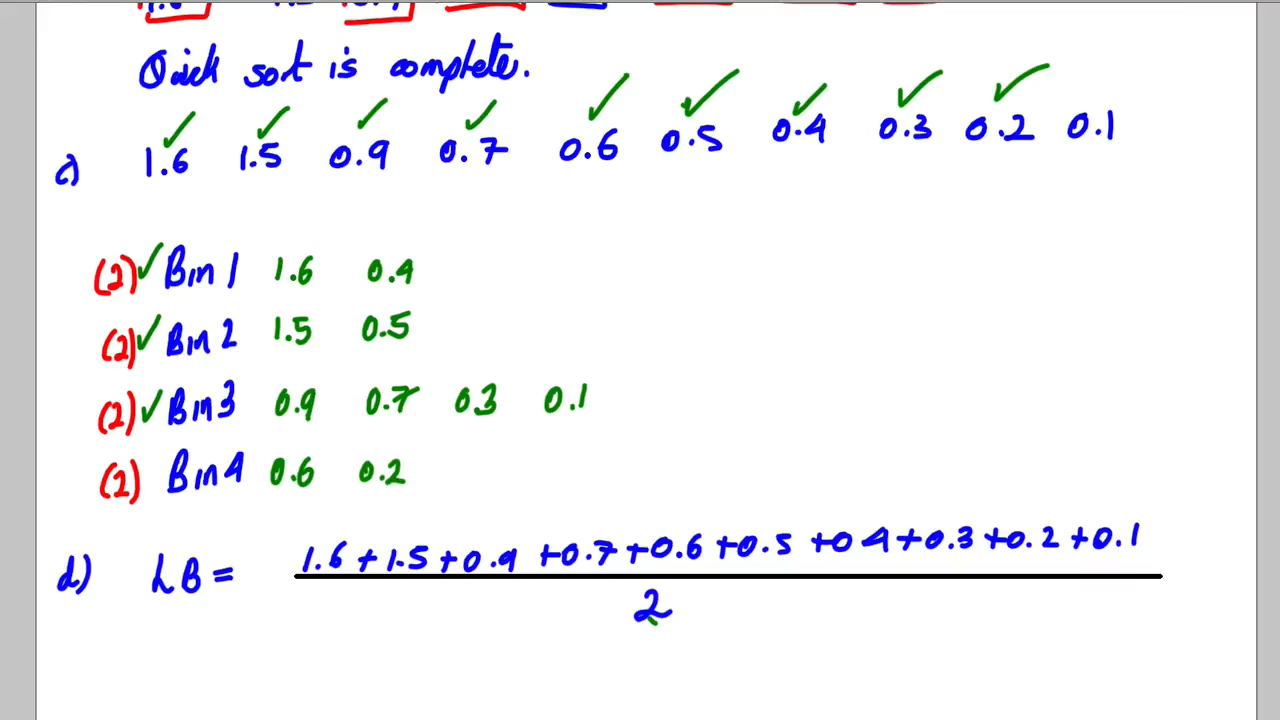 Quick sort is complete.
c) 1.6 1.5 0.9 0.7 0.6 0.5 0.4 0.3 0.2 0.1
(2) ✓ Bin 1 1.6 0.4
(2) ✓ Bin 2 1.5 0.5
(2) ✓ Bin 3 0.9 0.7 0.3 0.1
(2) Bin 4 0.6 0.2
d) LB = 1.6 + 1.5 + 0.9 + 0.7 + 0.6 + 0.5 + 0.4 + 0.3 + 0.2 + 0.1
2